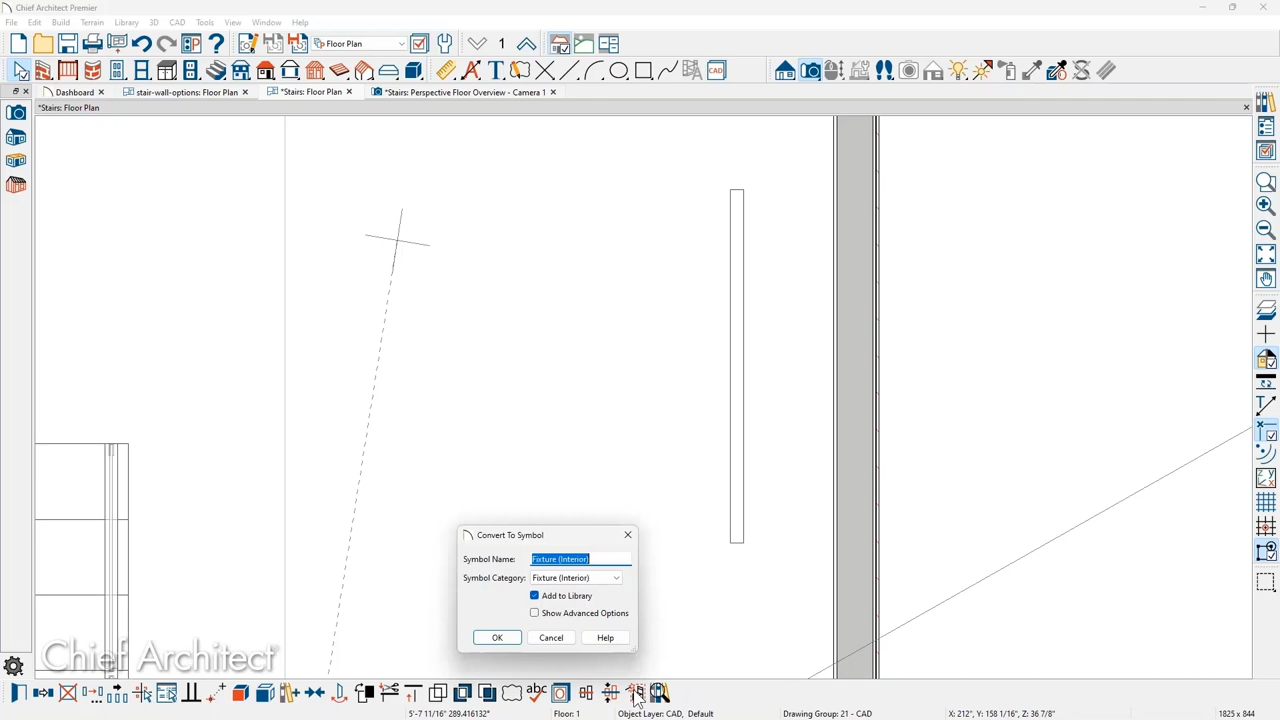 Chief Architect Premier
File Edit Build Terrain Library 3D CAD Tools View Window Help
Floor Plan
1
CAD
Dashboard
stair-wall-options: Floor Plan
*Stairs: Floor Plan
*Stairs: Perspective Floor Overview - Camera 1
*Stairs: Floor Plan
Convert To Symbol
Symbol Name: Fixture (Interior)
Symbol Category: Fixture (Interior)
Add to Library
Show Advanced Options
OK Cancel Help
Chief Architect
abc
5'-7 11/16" 289.416132° Floor: 1 Object Layer: CAD, Default Drawing Group: 21 - CAD X: 212", Y: 158 1/16", Z: 36 7/8" 1825 x 844